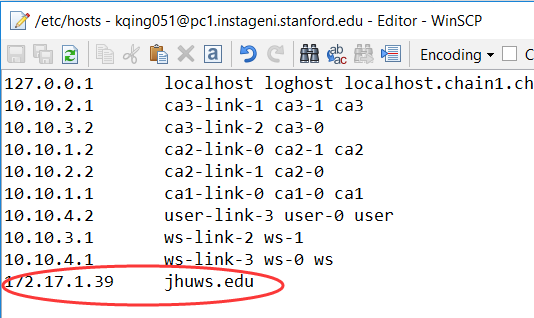 /etc/hosts - kqing051@pc1.instageni.stanford.edu - Editor - WinSCP
Encoding C
127.0.0.1 localhost loghost localhost.chain1.ch
10.10.2.1 ca3-link-1 ca3-1 ca3
10.10.3.2 ca3-link-2 ca3-0
10.10.1.2 ca2-link-0 ca2-1 ca2
10.10.2.2 ca2-link-1 ca2-0
10.10.1.1 ca1-link-0 ca1-0 ca1
10.10.4.2 user-link-3 user-0 user
10.10.3.1 ws-link-2 ws-1
10.10.4.1 ws-link-3 ws-0 ws
172.17.1.39 jhuws.edu